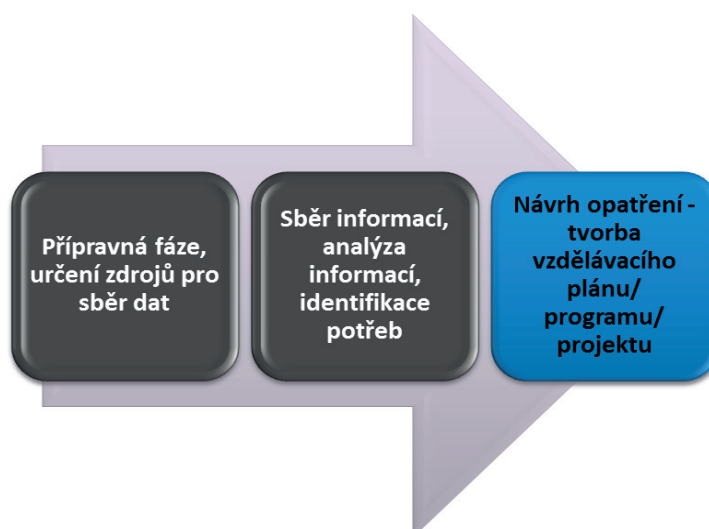 Přípravná fáze,
určení zdrojů pro
sběr dat
Sběr informací,
analýza
informací,
identifikace
potřeb
Návrh opatření -
tvorba
vzdělávacího
plánu/
programu/
projektu